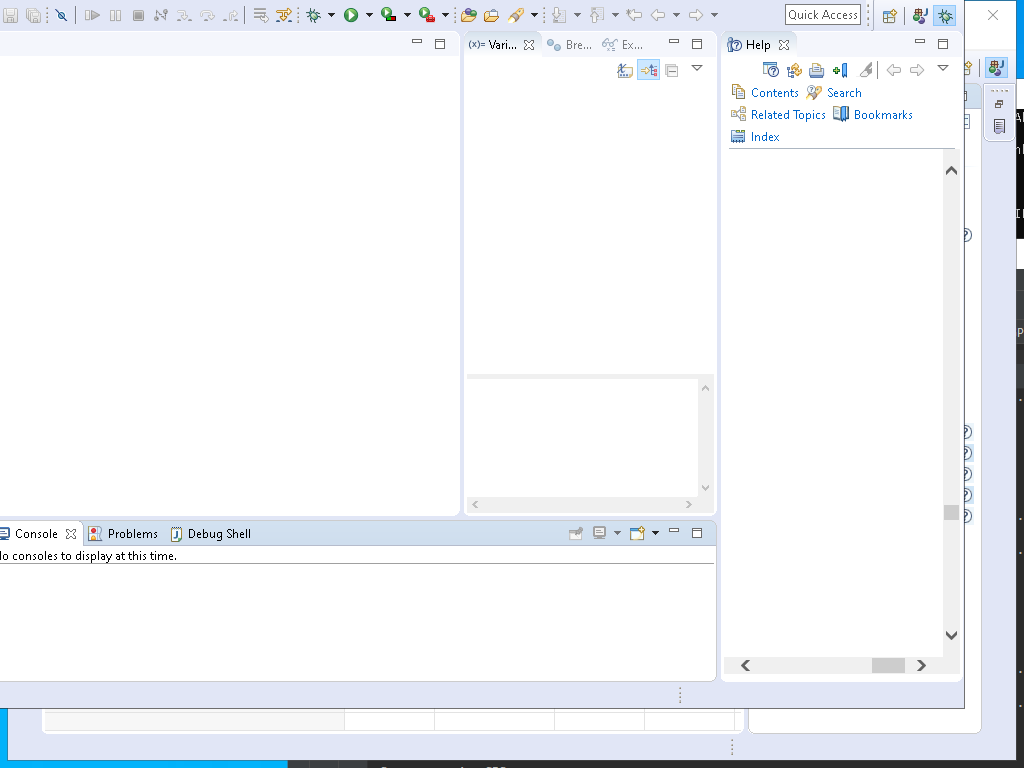 Quick Access
(x)= Vari...
Bre...
Ex...
Help
Contents
Search
Related Topics
Bookmarks
Index
Console
Problems
Debug Shell
consoles to display at this time.